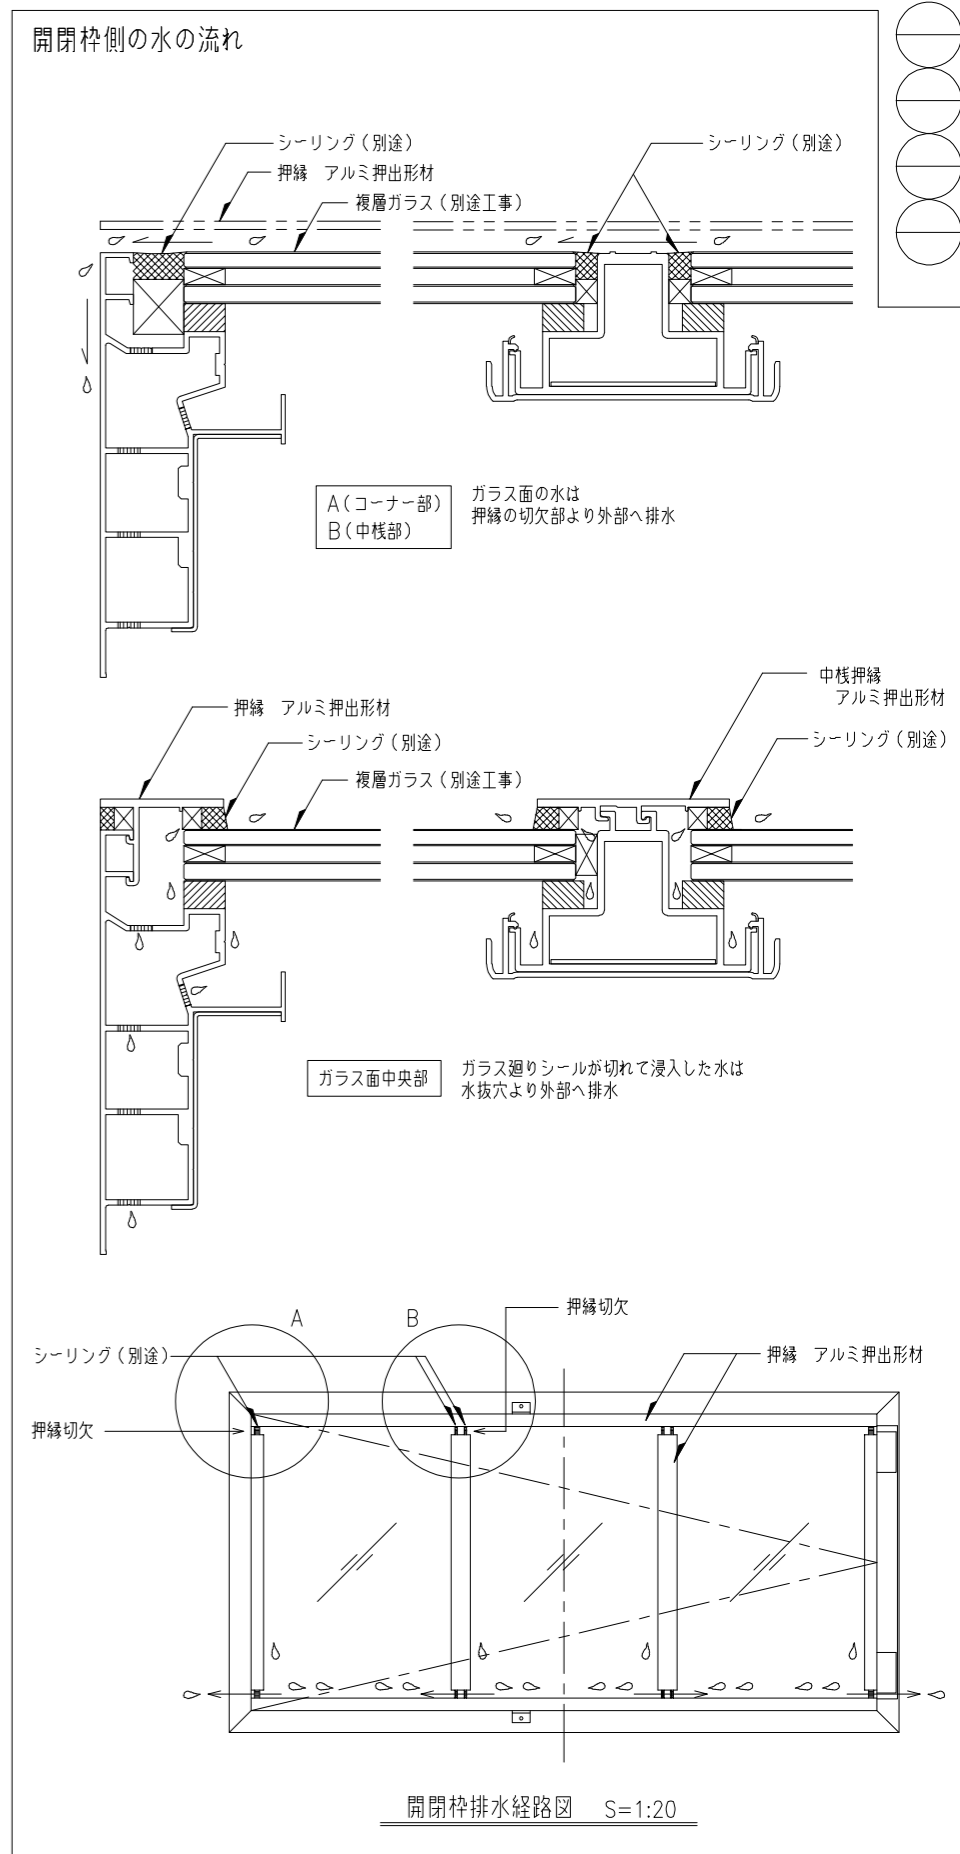 開閉枠側の水の流れ
シーリング（別途）
押縁　アルミ押出形材
複層ガラス（別途工事）
シーリング（別途）
A（コーナー部）
B（中桟部）
ガラス面の水は
押縁の切欠部より外部へ排水
中桟押縁
アルミ押出形材
押縁　アルミ押出形材
シーリング（別途）
シーリング（別途）
複層ガラス（別途工事）
ガラス面中央部
ガラス廻りシールが切れて浸入した水は
水抜穴より外部へ排水
A
B
押縁切欠
シーリング（別途）
押縁　アルミ押出形材
押縁切欠
開閉枠排水経路図　S=1:20